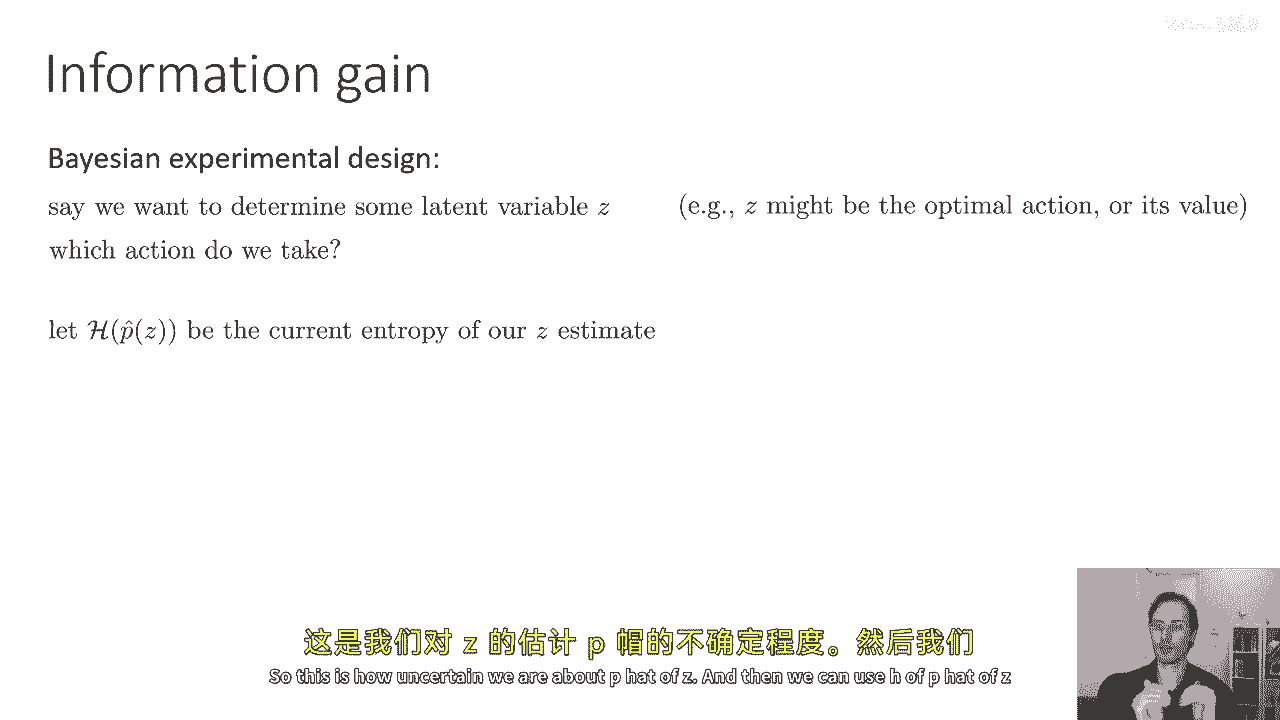 Information gain
Bayesian experimental design:
say we want to determine some latent variable z (e.g., z might be the optimal action, or its value)
which action do we take?
let ℋ(p̂(z)) be the current entropy of our z estimate
这是我们对 z 的估计 p 帽的不确定程度。然后我们
So this is how uncertain we are about p hat of z. And then we can use h of p hat of z